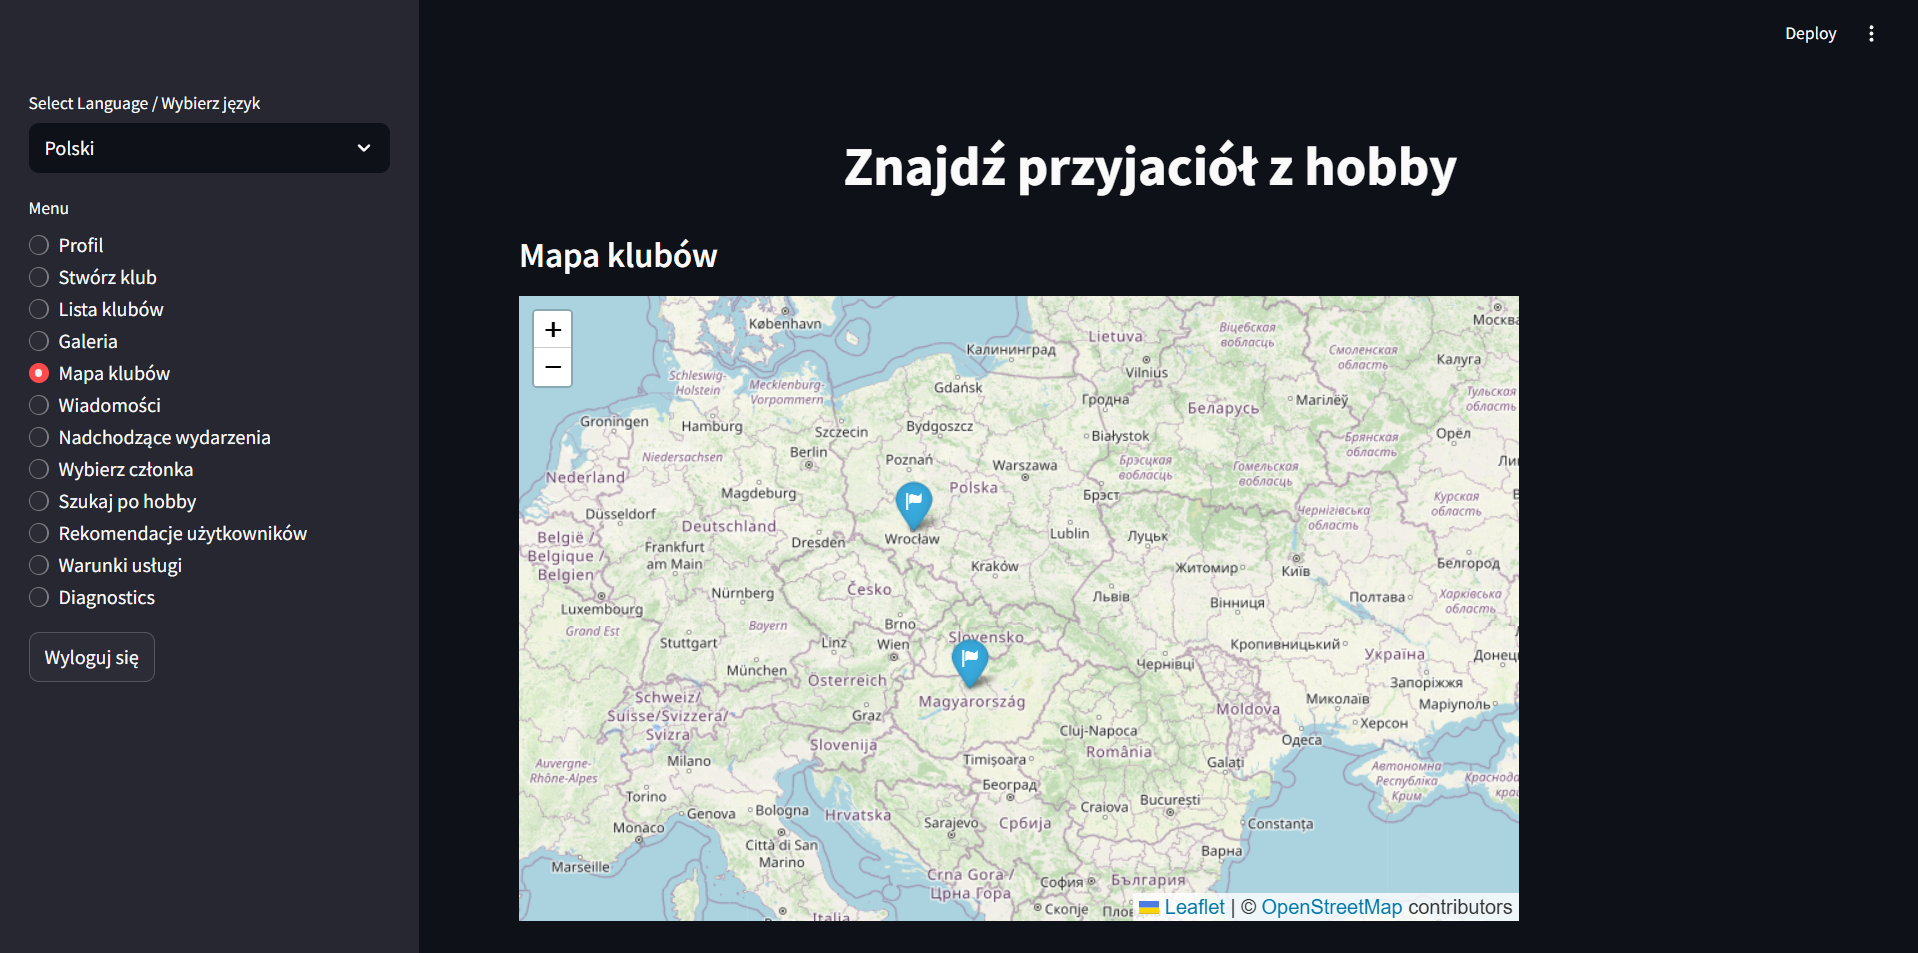 Deploy
Select Language / Wybierz język
Polski
Menu
Profil
Stwórz klub
Lista klubów
Galeria
Mapa klubów
Wiadomości
Nadchodzące wydarzenia
Wybierz członka
Szukaj po hobby
Rekomendacje użytkowników
Warunki usługi
Diagnostics
Wyloguj się
Znajdź przyjaciół z hobby
Mapa klubów
+
−
København
Москва
Lietuva
Віцебская
вобласць
Калининград
Смоленская
область
Калуга
Vilnius
Schleswig-
Holstein
Mecklenburg-
Vorpommern
Gdańsk
Гродна
Магілёў
Тульская
область
Беларусь
Groningen
Hamburg
Szczecin
Bydgoszcz
Białystok
Брянская
область
Орёл
Berlin
Niedersachsen
Poznań
Warszawa
Брэсцкая
вобласць
Гомельская
вобласць
Nederland
Magdeburg
Polska
Брэст
Курская
область
Düsseldorf
Deutschland
Чернігівська
область
België /
Belgique /
Belgien
Dresden
Wrocław
Lublin
Луцьк
Frankfurt
am Main
Kraków
Житомир
Київ
Белгород
Česko
Nürnberg
Львів
Вінниця
Полтава
Харківська
область
Luxembourg
Grand Est
Bayern
Brno
Stuttgart
Linz
Wien
Slovensko
Кропивницький
Україна
München
Österreich
Чернівці
Запоріжжя
Schweiz/
Suisse/Svizzera/
Svizra
Magyarország
Moldova
Миколаїв
Маріуполь
Graz
Херсон
Cluj-Napoca
Slovenija
România
Одеса
Milano
Timișoara
Galați
Auvergne-
Rhône-Alpes
Автономна
Республіка
Крим
Torino
Београд
Genova
Bologna
Hrvatska
Craiova
București
Monaco
Sarajevo
Србија
Constanța
Città di San
Marino
Варна
Marseille
Crna Gora /
Црна Гора
София
България
Скопје
Italia
Leaflet | © OpenStreetMap contributors